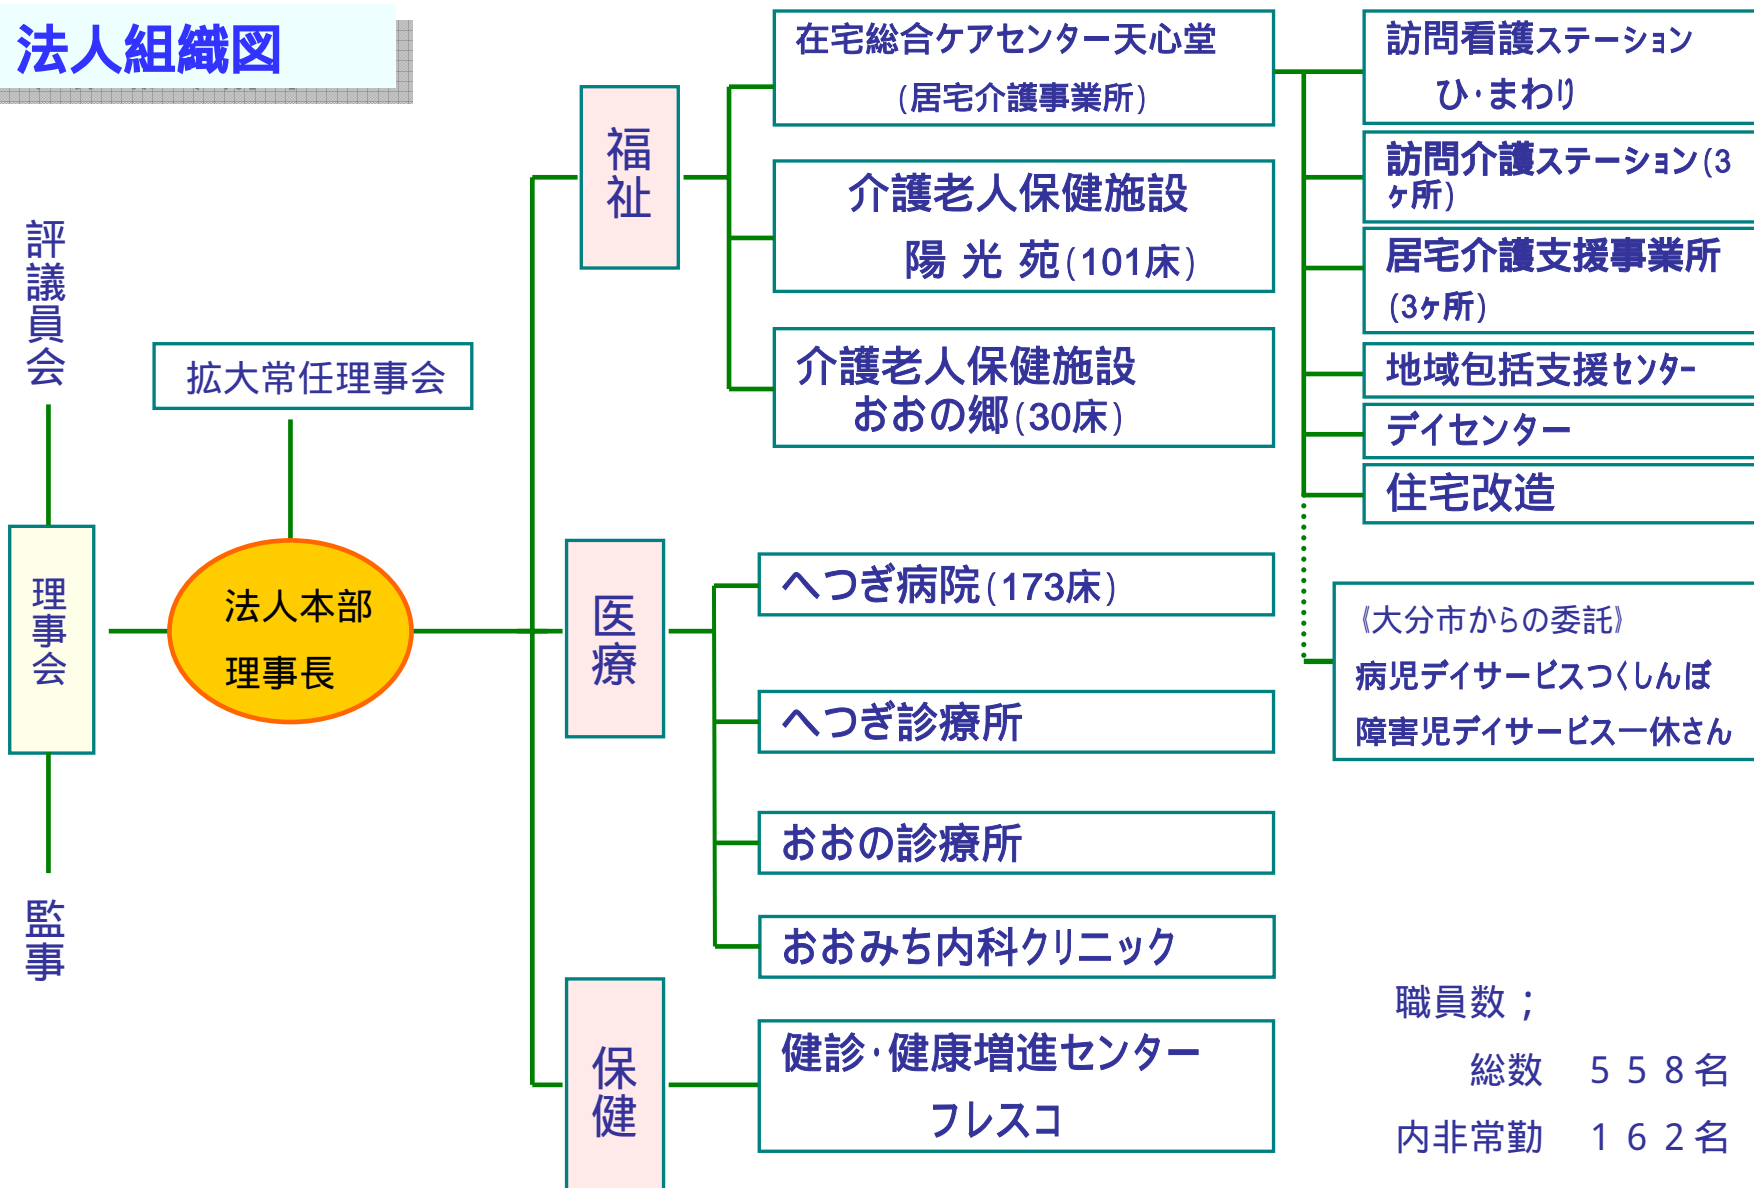 法人組織図
評議員会
理事会
監事
拡大常任理事会
法人本部
理事長
福祉
在宅総合ケアセンター天心堂
(居宅介護事業所)
介護老人保健施設
陽 光 苑(101床)
介護老人保健施設
おおの郷(30床)
訪問看護ステーション
ひ・まわり
訪問介護ステーション(3
ヶ所)
居宅介護支援事業所
(3ヶ所)
地域包括支援センター
デイセンター
住宅改造
《大分市からの委託》
病児デイサービスつくしんぼ
障害児デイサービス一休さん
医療
へつぎ病院(173床)
へつぎ診療所
おおの診療所
おおみち内科クリニック
保健
健診・健康増進センター
フレスコ
職員数；
総数　５５８名
内非常勤　１６２名